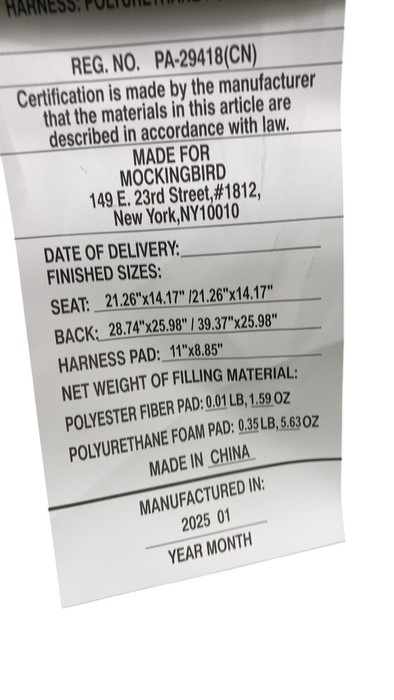 HARNESS: POLYURETHANE
REG. NO. PA-29418(CN)
Certification is made by the manufacturer
that the materials in this article are
described in accordance with law.
MADE FOR
MOCKINGBIRD
149 E. 23rd Street,#1812,
New York,NY10010
DATE OF DELIVERY:
FINISHED SIZES:
SEAT: 21.26"x14.17" /21.26"x14.17"
BACK: 28.74"x25.98" / 39.37"x25.98"
HARNESS PAD: 11"x8.85"
NET WEIGHT OF FILLING MATERIAL:
POLYESTER FIBER PAD: 0.01 LB, 1.59 OZ
POLYURETHANE FOAM PAD: 0.35 LB, 5.63 OZ
MADE IN CHINA
MANUFACTURED IN:
2025 01
YEAR MONTH